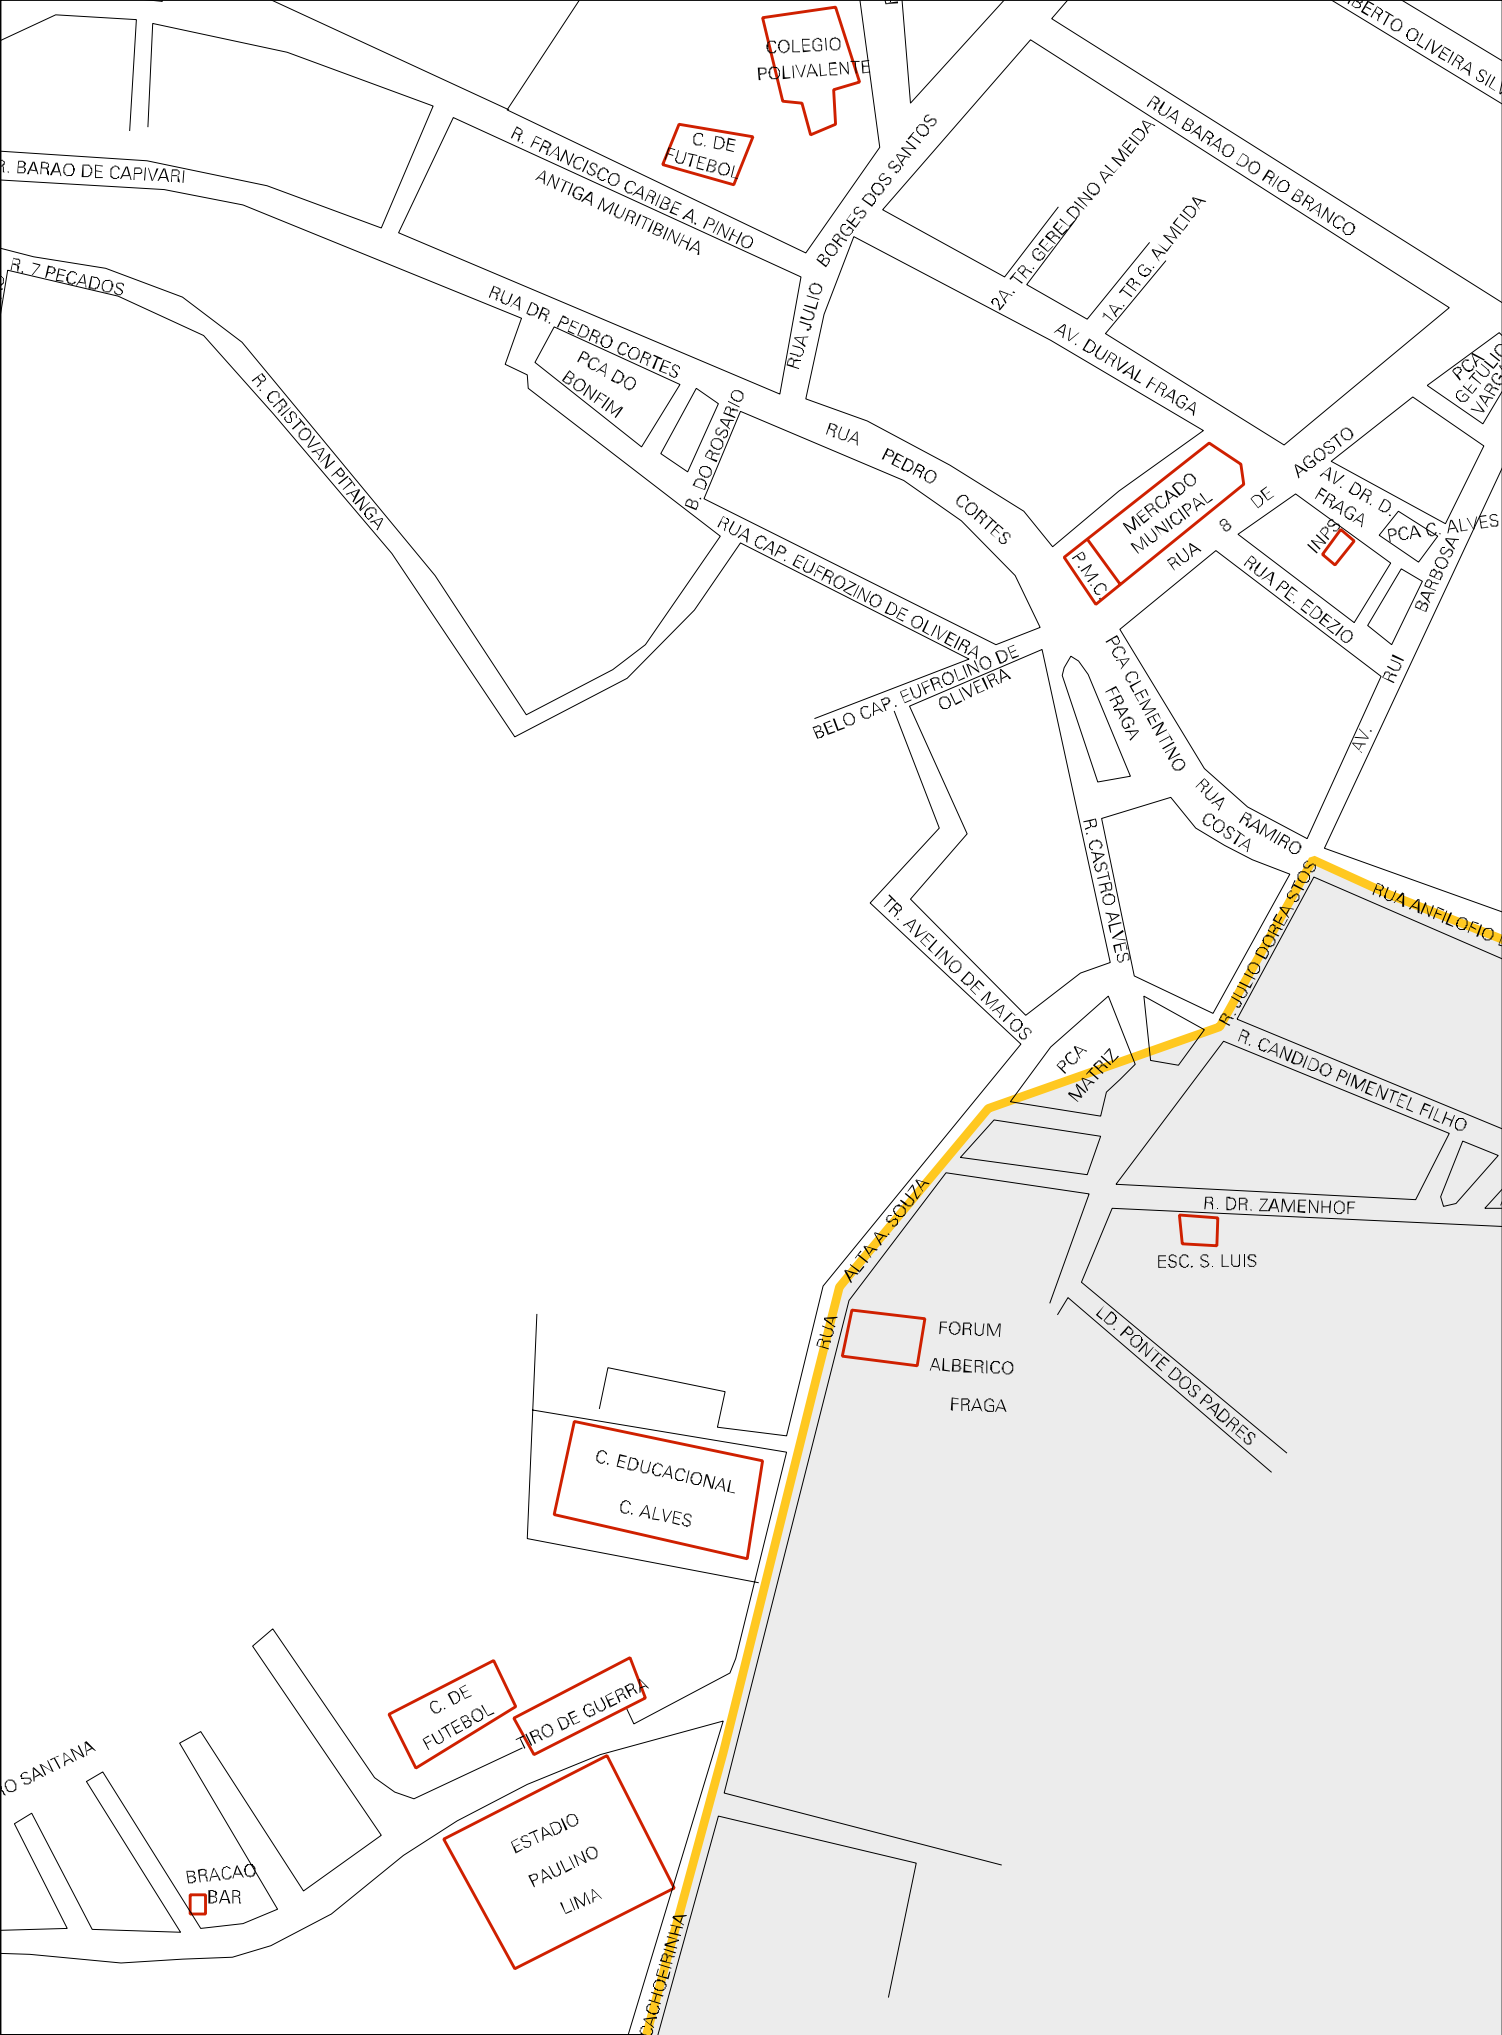 COLEGIO
POLIVALENTE
C. DE
FUTEBOL
R. FRANCISCO CARIBE A. PINHO
ANTIGA MURITIBINHA
R. BARAO DE CAPIVARI
R. 7 PECADOS
R. CRISTOVAN PITANGA
RUA DR. PEDRO CORTES
PCA DO
BONFIM
B. DO ROSARIO
RUA JULIO BORGES DOS SANTOS
RUA BARAO DO RIO BRANCO
2A. TR. GERELDINO ALMEIDA
1A. TR G. ALMEIDA
AV. DURVAL FRAGA
PCA
GETULIO
RUA PEDRO CORTES
MERCADO
MUNICIPAL
P.M.C.
RUA 8 DE AGOSTO
AV. DR. D.
FRAGA
INPS
PCA C. ALVES
RUA PE. EDEZIO
AV. RUI BARBOSA
RUA CAP. EUFROZINO DE OLIVEIRA
BELO CAP. EUFROLINO DE
OLIVEIRA
PCA CLEMENTINO
FRAGA
RUA RAMIRO
COSTA
R. CASTRO ALVES
TR. AVELINO DE MATOS
R. JULIO DOREA STOS
RUA ANFILOFIO
PCA
MATRIZ
R. CANDIDO PIMENTEL FILHO
R. DR. ZAMENHOF
ESC. S. LUIS
LD. PONTE DOS PADRES
RUA ALTA A. SOUZA
FORUM
ALBERICO
FRAGA
C. EDUCACIONAL
C. ALVES
C. DE
FUTEBOL
TIRO DE GUERRA
SANTANA
BRACAO
BAR
ESTADIO
PAULINO
LIMA
CACHOEIRINHA
OLIVEIRA